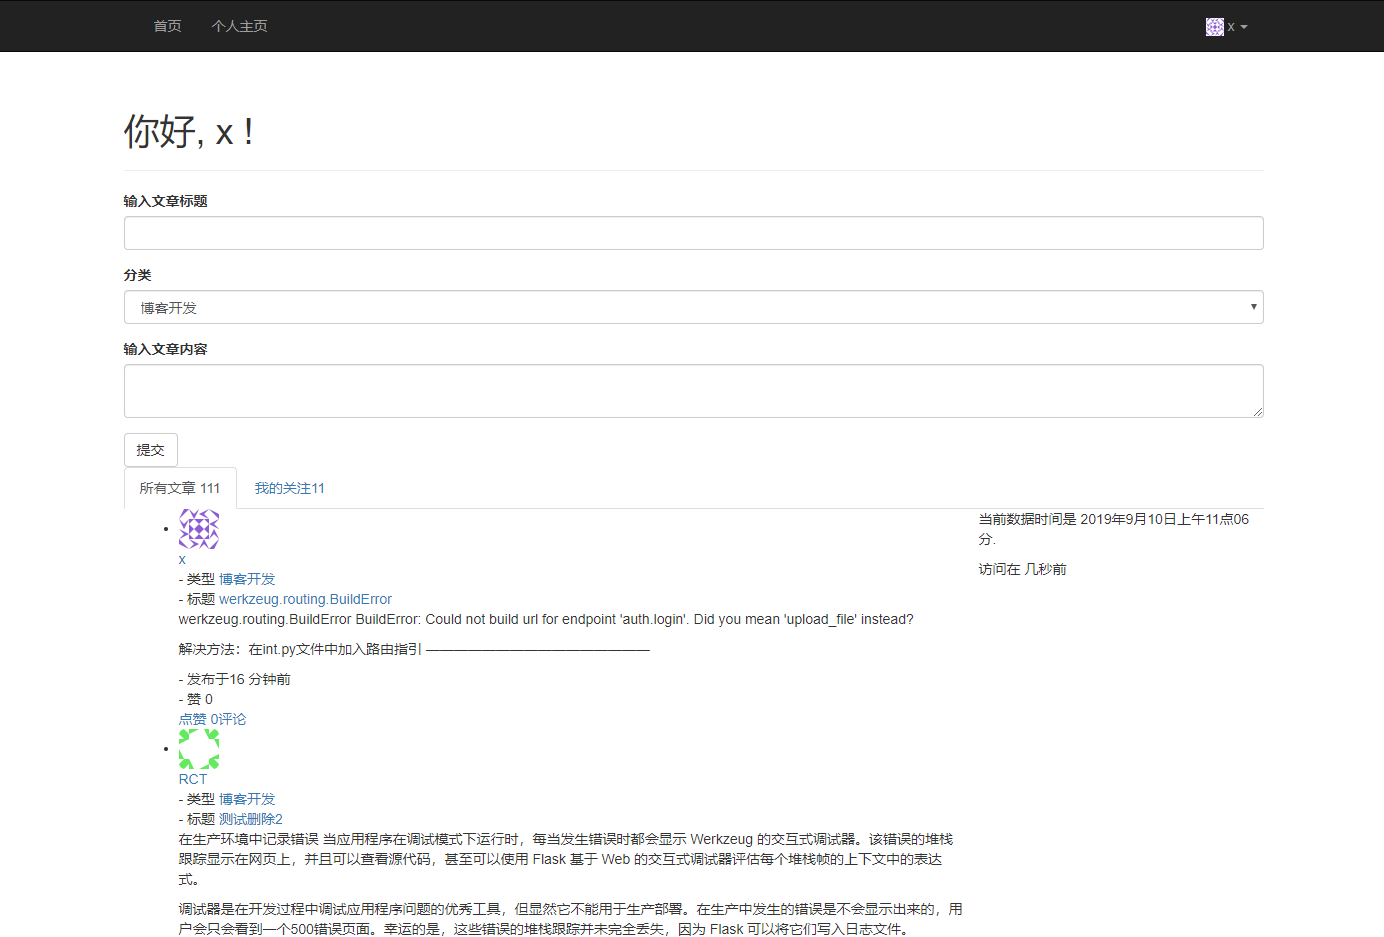 首页 个人主页 x
你好, x !
输入文章标题
分类
博客开发
输入文章内容
提交
所有文章 111 我的关注11
当前数据时间是 2019年9月10日上午11点06
分.
访问在 几秒前
x
- 类型 博客开发
- 标题 werkzeug.routing.BuildError
werkzeug.routing.BuildError BuildError: Could not build url for endpoint 'auth.login'. Did you mean 'upload_file' instead?
解决方法：在int.py文件中加入路由指引 ————————————————
- 发布于16 分钟前
- 赞 0
点赞 0评论
RCT
- 类型 博客开发
- 标题 测试删除2
在生产环境中记录错误 当应用程序在调试模式下运行时，每当发生错误时都会显示 Werkzeug 的交互式调试器。该错误的堆栈
跟踪显示在网页上，并且可以查看源代码，甚至可以使用 Flask 基于 Web 的交互式调试器评估每个堆栈帧的上下文中的表达
式。
调试器是在开发过程中调试应用程序问题的优秀工具，但显然它不能用于生产部署。在生产中发生的错误是不会显示出来的，用
户会只会看到一个500错误页面。幸运的是，这些错误的堆栈跟踪并未完全丢失，因为 Flask 可以将它们写入日志文件。